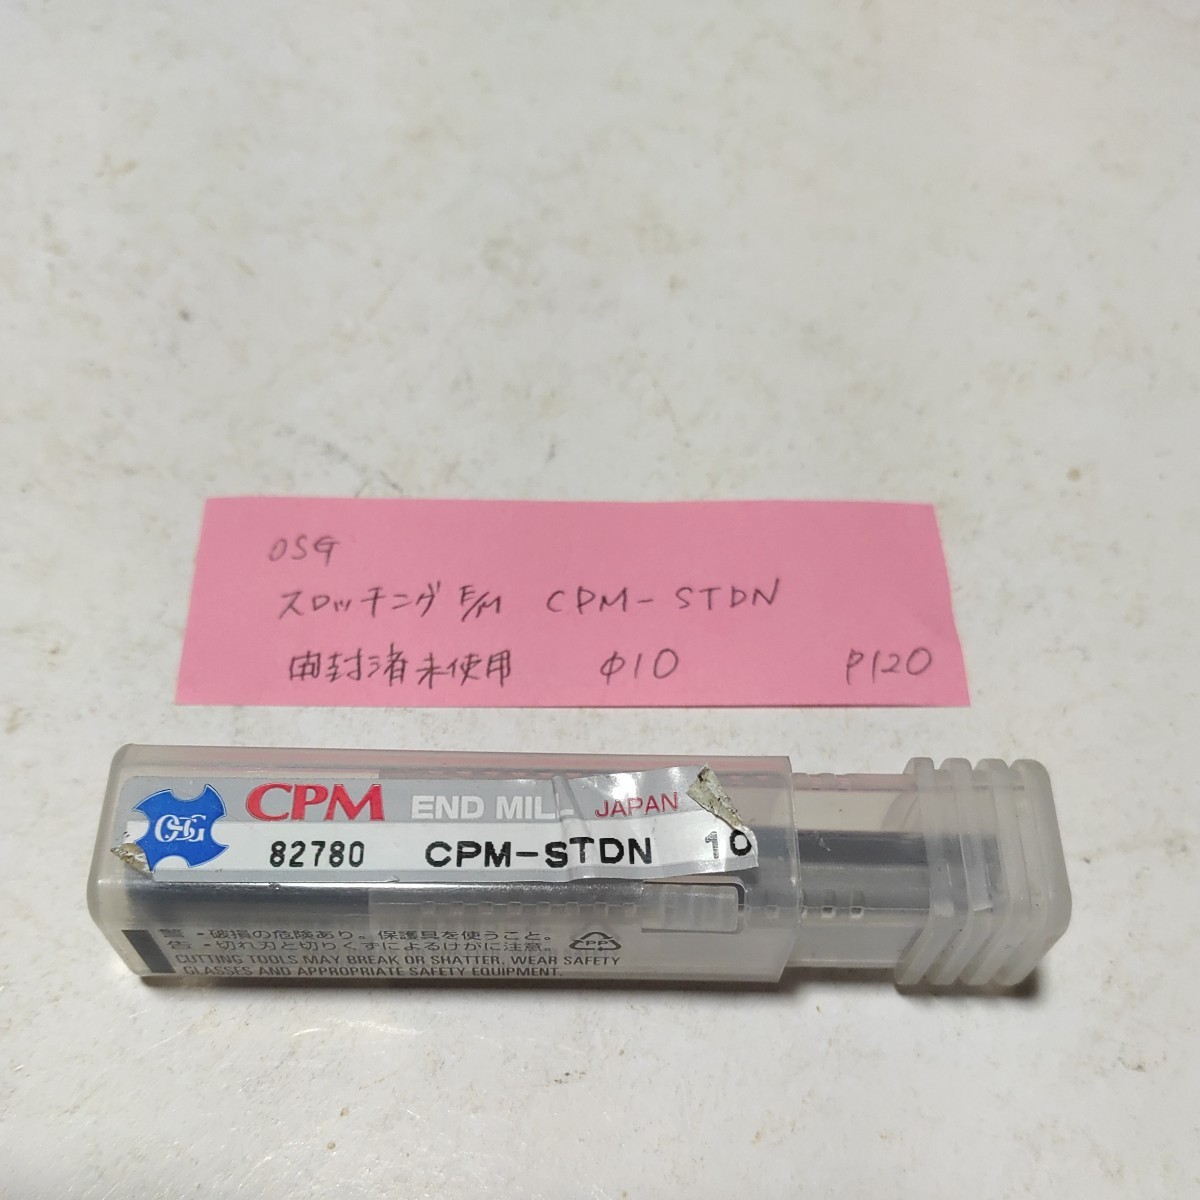 OSG
スロッチング E/M CPM-STDN
開封済未使用 φ10 P120
OSG CPM END MILL JAPAN
82780 CPM-STDN 10
警告 ・破損の危険あり。保護具を使うこと。
・切れ刃と切りくずによるけがに注意。
PP
CUTTING TOOLS MAY BREAK OR SHATTER, WEAR SAFETY
GLASSES AND APPROPRIATE SAFETY EQUIPMENT.